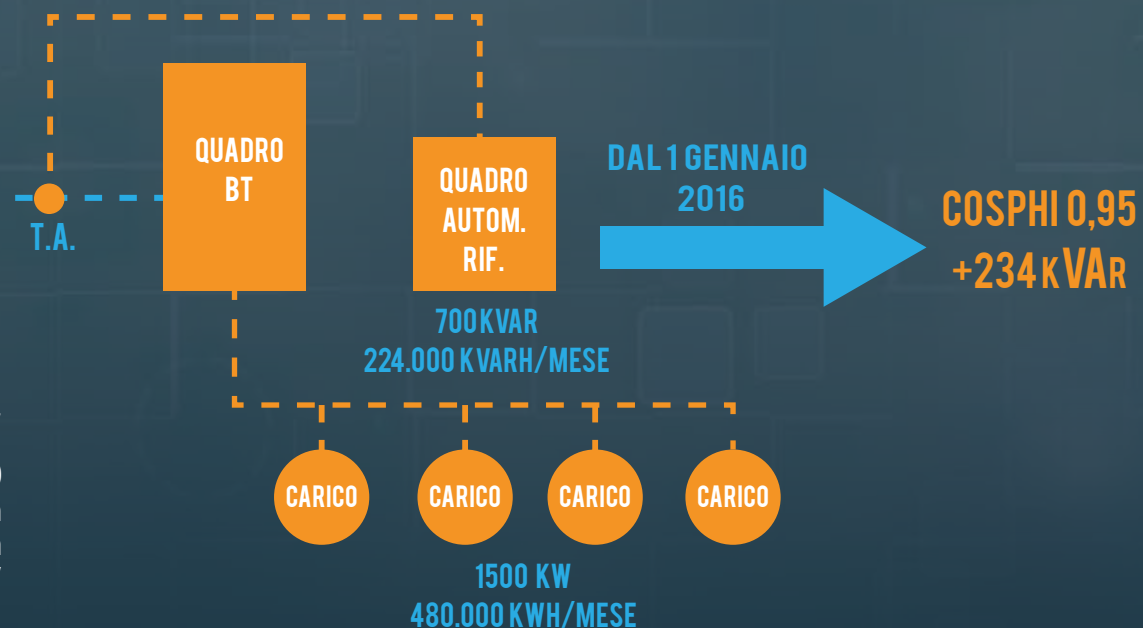 QUADRO
BT
QUADRO
AUTOM.
RIF.
T.A.
DAL 1 GENNAIO
2016
COSPHI 0,95
+234 KVAR
700 KVAR
224.000 KVARH/MESE
CARICO
CARICO
CARICO
CARICO
1500 KW
480.000 KWH/MESE